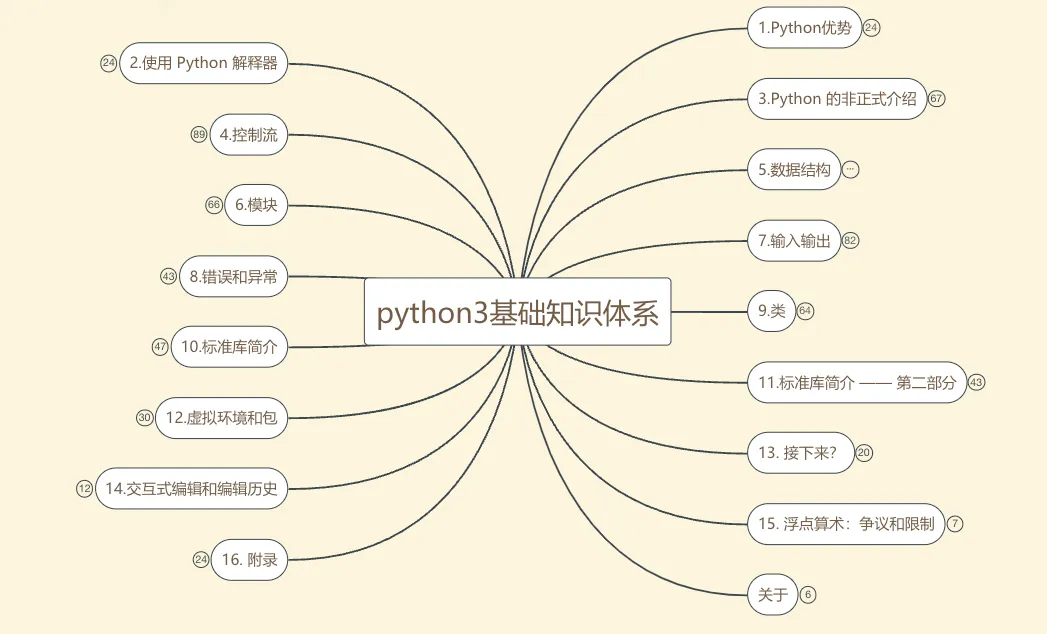 python3基础知识体系
1.Python优势 24
2.使用 Python 解释器 24
3.Python 的非正式介绍 67
4.控制流 89
5.数据结构 ···
6.模块 66
7.输入输出 82
8.错误和异常 43
9.类 64
10.标准库简介 47
11.标准库简介 —— 第二部分 43
12.虚拟环境和包 30
13. 接下来? 20
14.交互式编辑和编辑历史 12
15. 浮点算术：争议和限制 7
16. 附录 24
关于 6